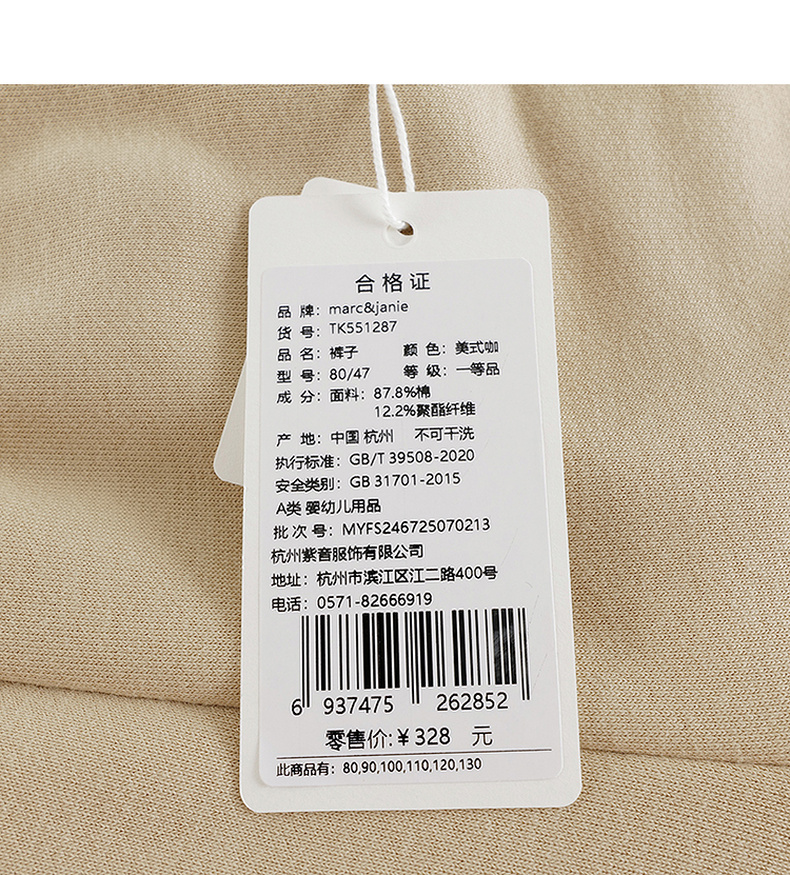 合格证
品 牌: marc&janie
货 号: TK551287
品 名: 裤子 颜 色: 美式咖
型 号: 80/47 等 级: 一等品
成 分: 面料: 87.8%棉
12.2%聚酯纤维
产 地: 中国 杭州 不可干洗
执行标准: GB/T 39508-2020
安全类别: GB 31701-2015
A类 婴幼儿用品
批 次 号: MYFS246725070213
杭州紫音服饰有限公司
地址: 杭州市滨江区江二路400号
电话: 0571-82666919
6 937475 262852
零售价:￥328 元
此商品有: 80,90,100,110,120,130